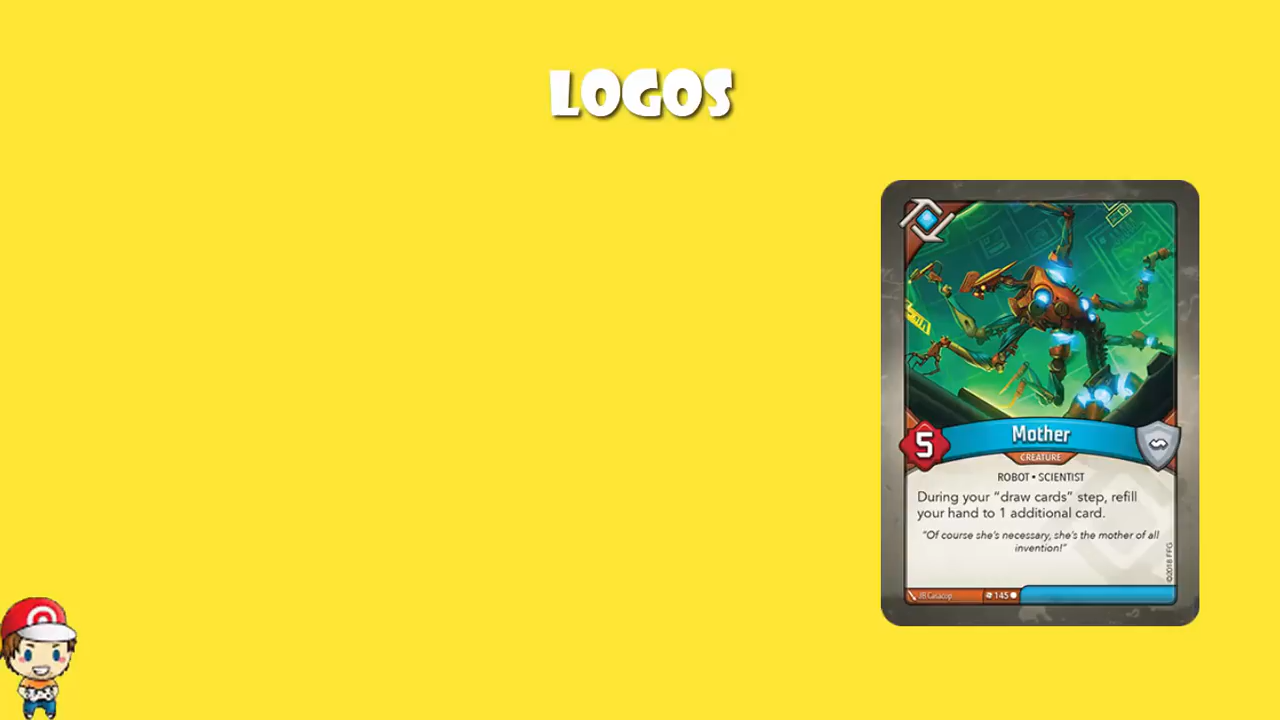 LOGOS
5
Mother
CREATURE
ROBOT • SCIENTIST
During your “draw cards” step, refill
your hand to 1 additional card.
“Of course she’s necessary, she’s the mother of all
invention!”
©2018 FFG
145